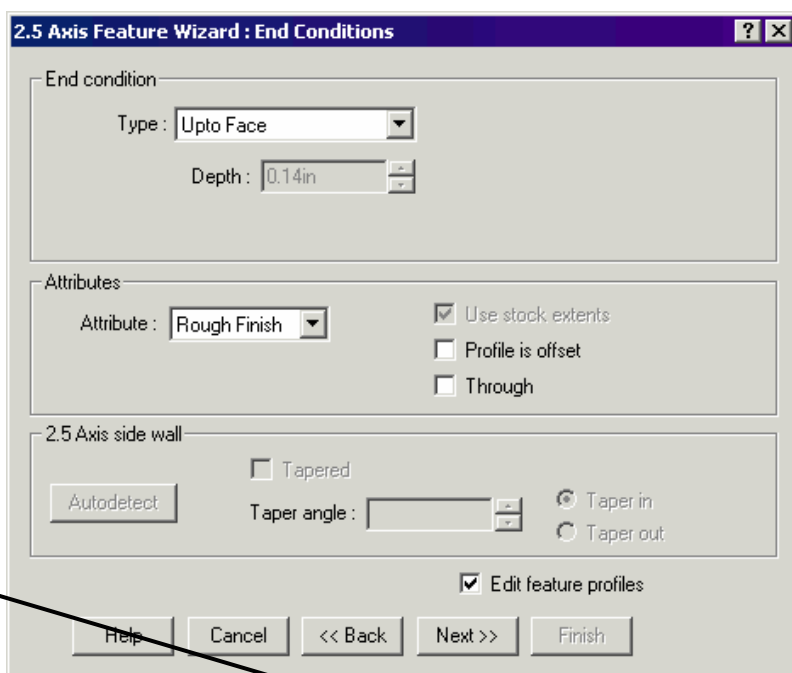 2.5 Axis Feature Wizard : End Conditions
End condition
Type : Upto Face
Depth : 0.14in
Attributes
Attribute : Rough Finish
Use stock extents
Profile is offset
Through
2.5 Axis side wall
Tapered
Autodetect
Taper angle :
Taper in
Taper out
Edit feature profiles
Help Cancel << Back Next >> Finish